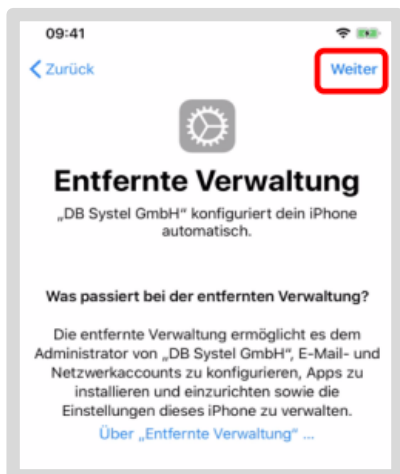 09:41
Zurück
Weiter
Entfernte Verwaltung
„DB Systel GmbH“ konfiguriert dein iPhone
automatisch.
Was passiert bei der entfernten Verwaltung?
Die entfernte Verwaltung ermöglicht es dem
Administrator von „DB Systel GmbH“, E-Mail- und
Netzwerkaccounts zu konfigurieren, Apps zu
installieren und einzurichten sowie die
Einstellungen dieses iPhone zu verwalten.
Über „Entfernte Verwaltung“ ...